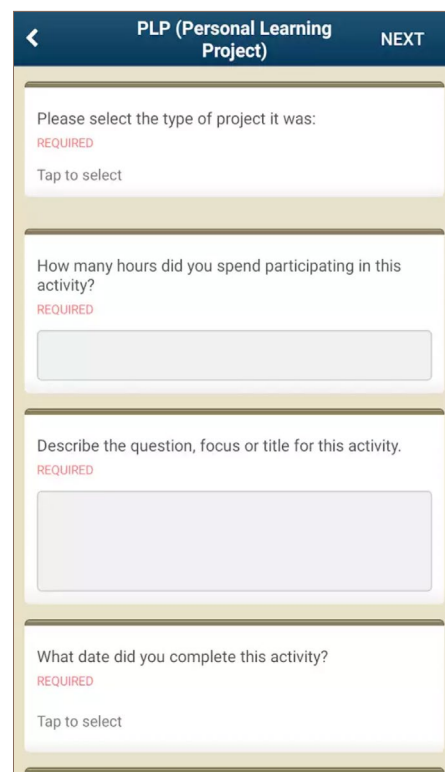 PLP (Personal Learning
Project)
NEXT
Please select the type of project it was:
REQUIRED
Tap to select
How many hours did you spend participating in this
activity?
REQUIRED
Describe the question, focus or title for this activity.
REQUIRED
What date did you complete this activity?
REQUIRED
Tap to select